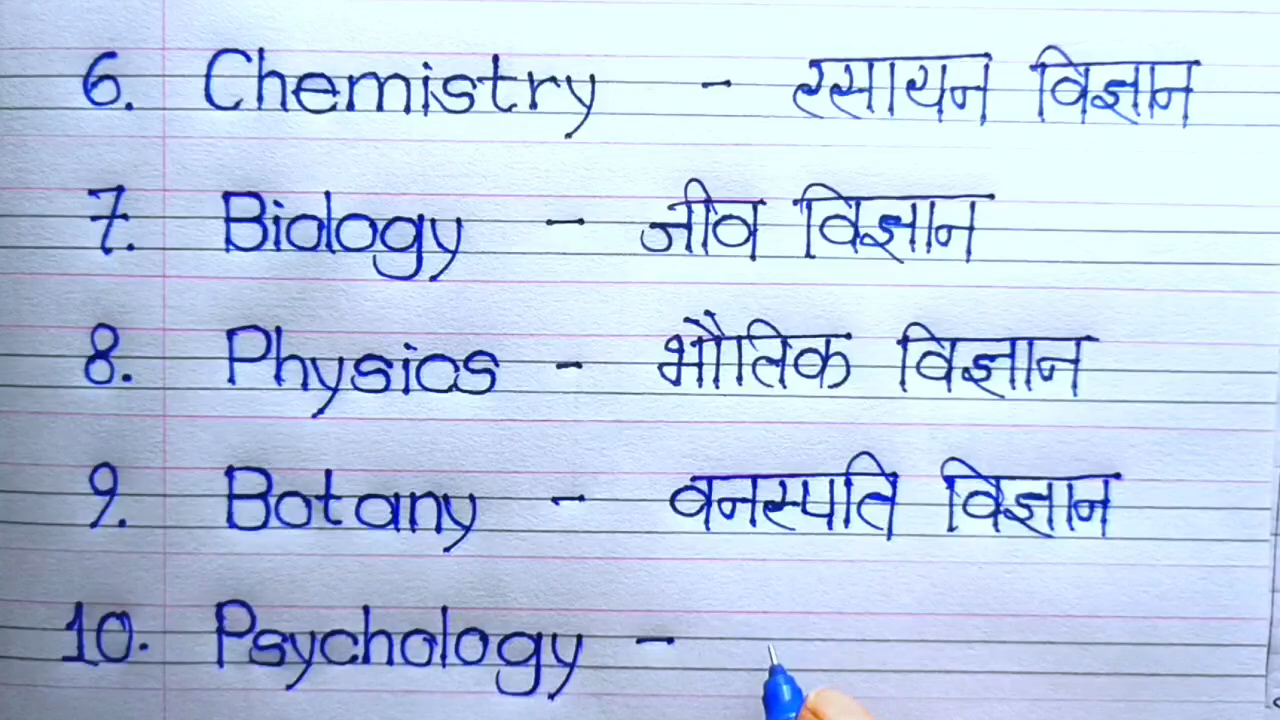 6. Chemistry - रसायन विज्ञान
7. Biology - जीव विज्ञान
8. Physics - भौतिक विज्ञान
9. Botany - वनस्पति विज्ञान
10. Psychology -